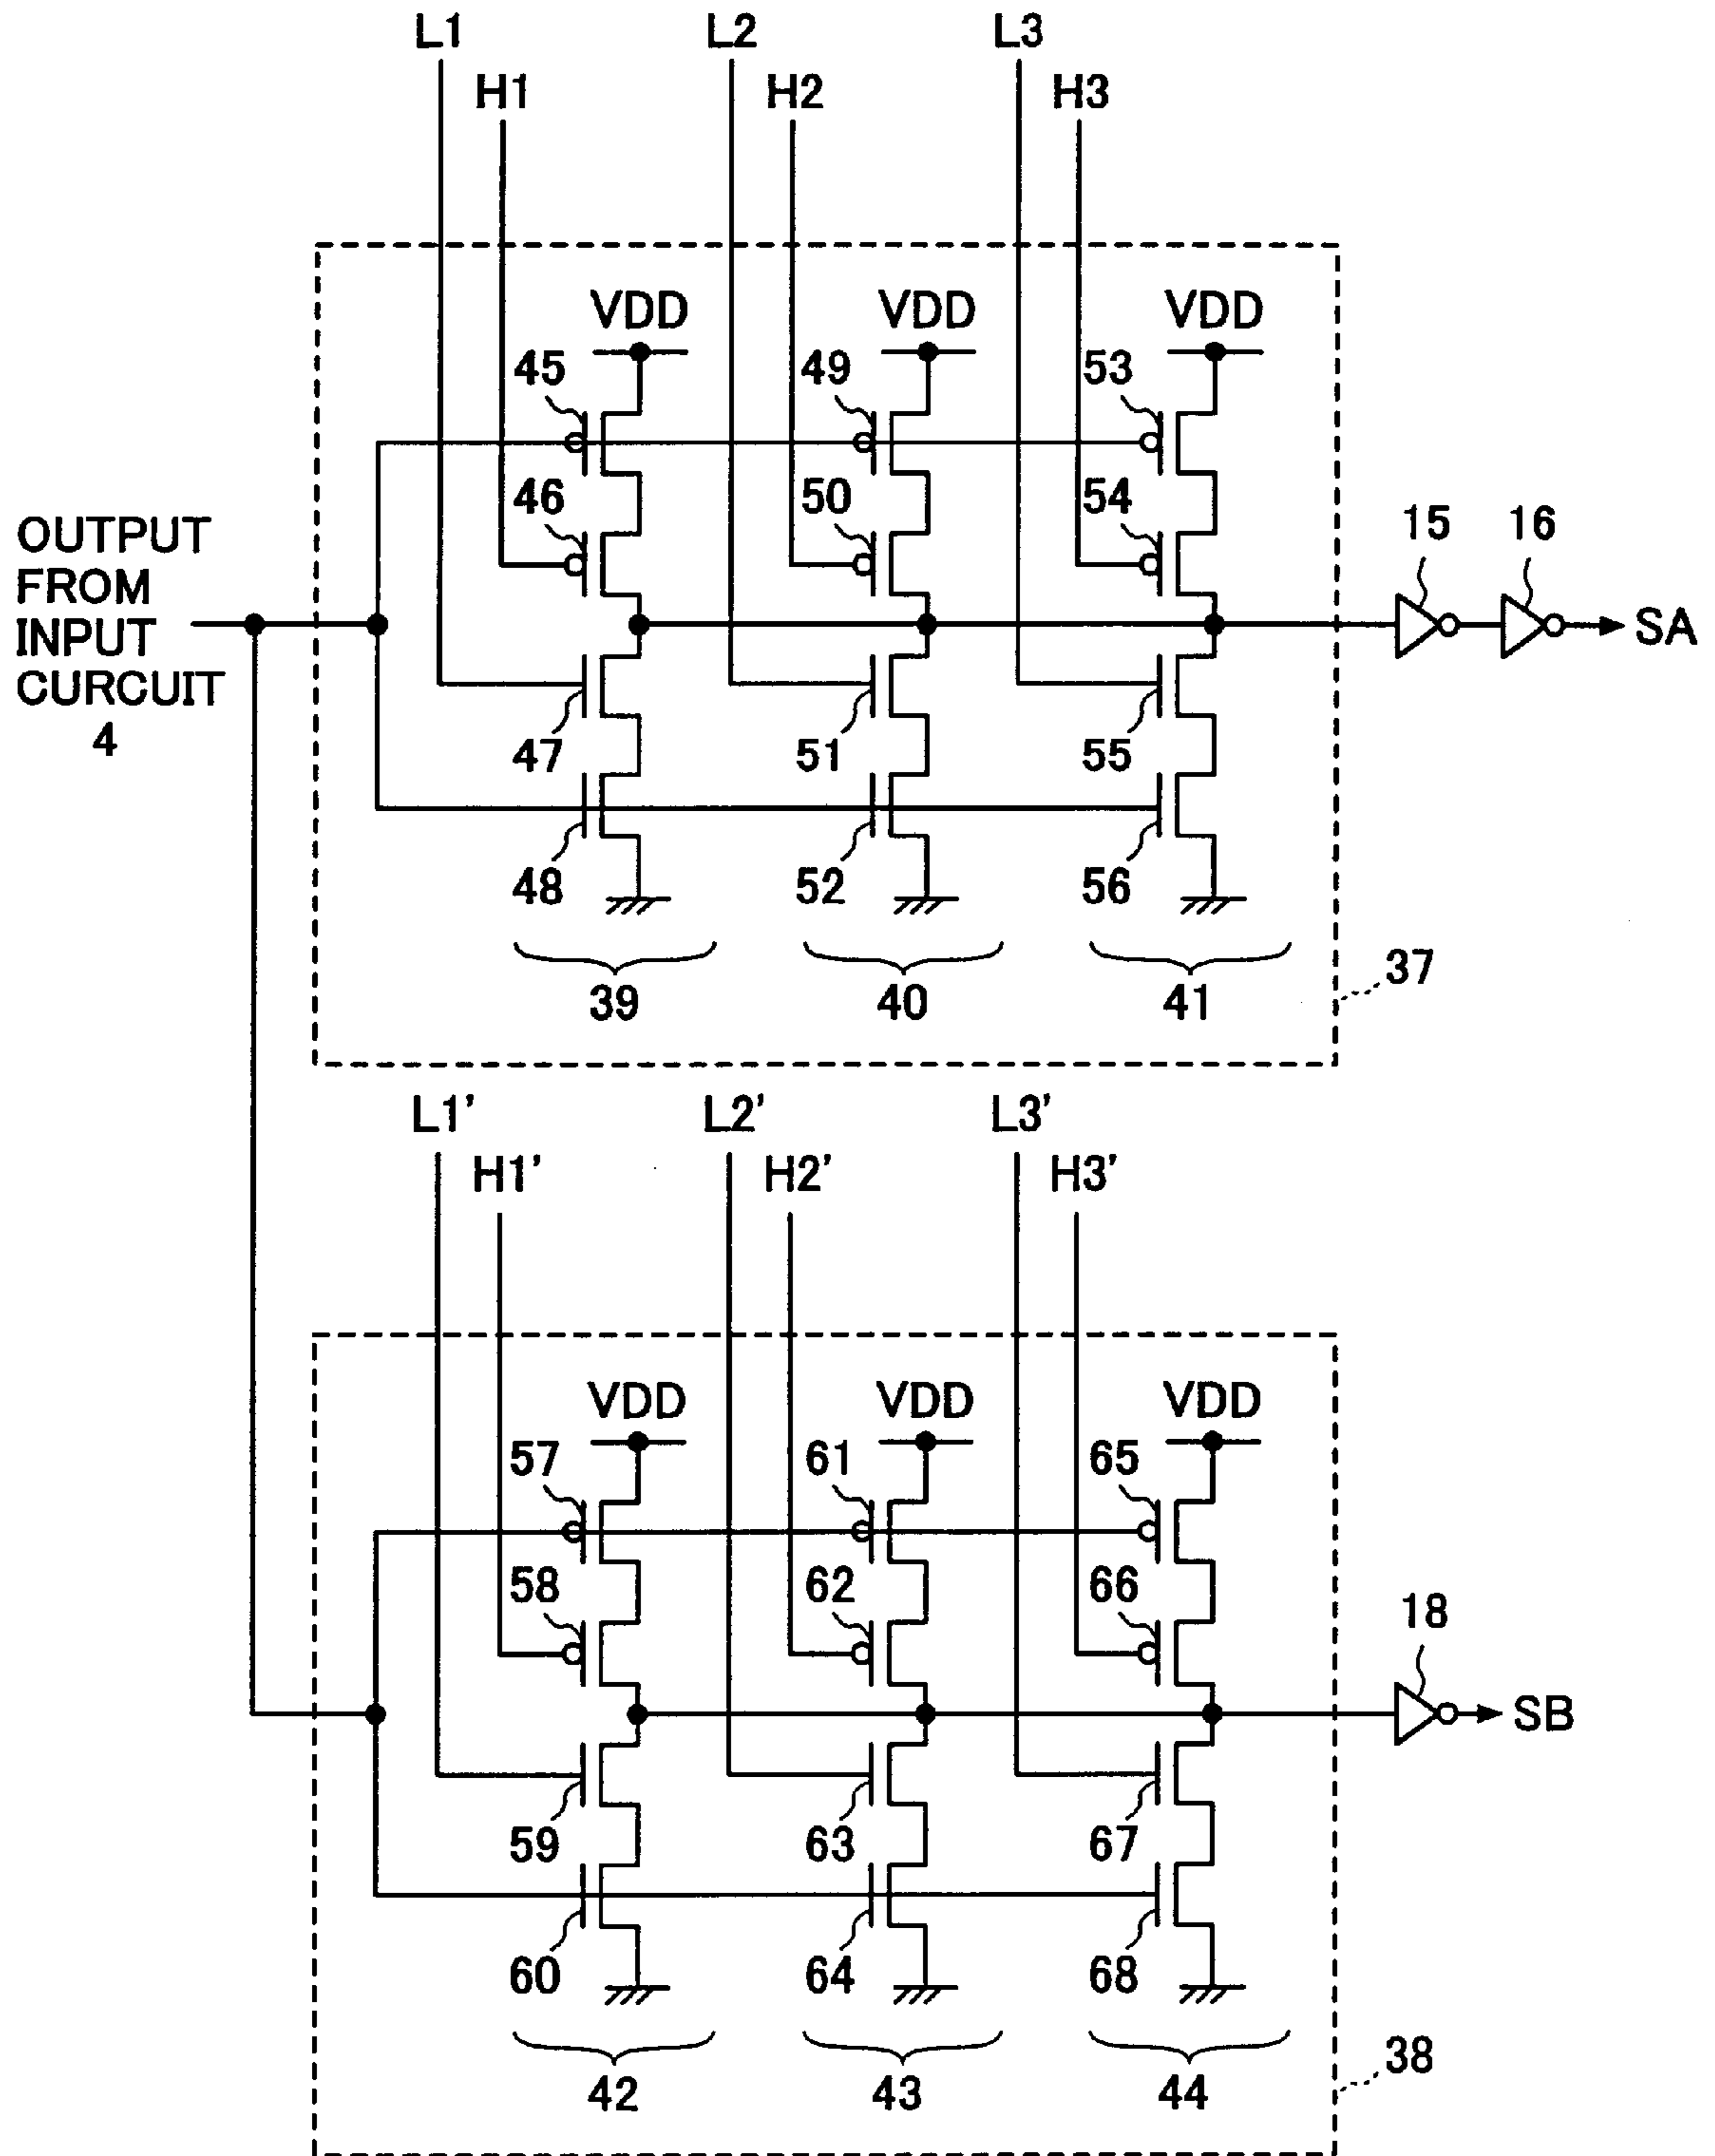 L1
L2
L3
H1
H2
H3
VDD
VDD
VDD
45
49
53
46
50
54
OUTPUT
FROM
INPUT
CURCUIT
4
15
16
SA
47
51
55
48
52
56
39
40
41
37
L1'
L2'
L3'
H1'
H2'
H3'
VDD
VDD
VDD
57
61
65
58
62
66
18
SB
59
63
67
60
64
68
42
43
44
38